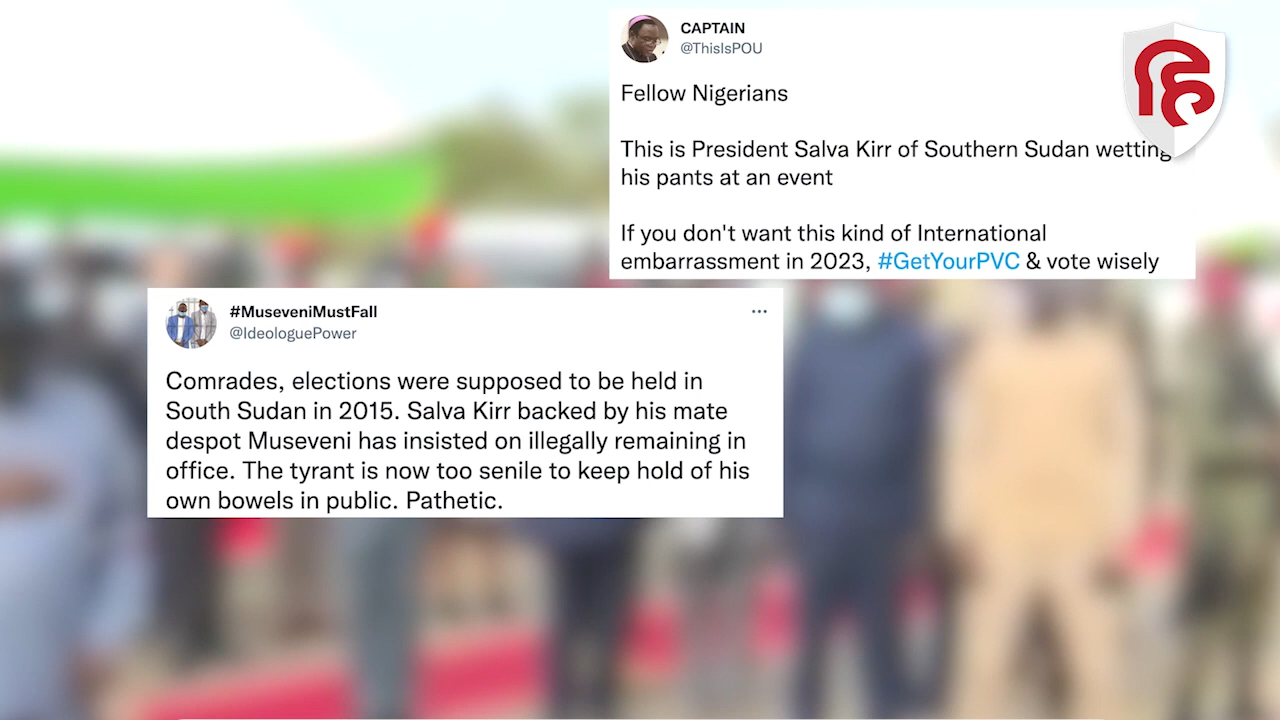 CAPTAIN
@ThisIsPOU
Fellow Nigerians
This is President Salva Kirr of Southern Sudan wetting
his pants at an event
If you don't want this kind of International
embarrassment in 2023, #GetYourPVC & vote wisely
#MuseveniMustFall
@IdeologuePower
Comrades, elections were supposed to be held in
South Sudan in 2015. Salva Kirr backed by his mate
despot Museveni has insisted on illegally remaining in
office. The tyrant is now too senile to keep hold of his
own bowels in public. Pathetic.